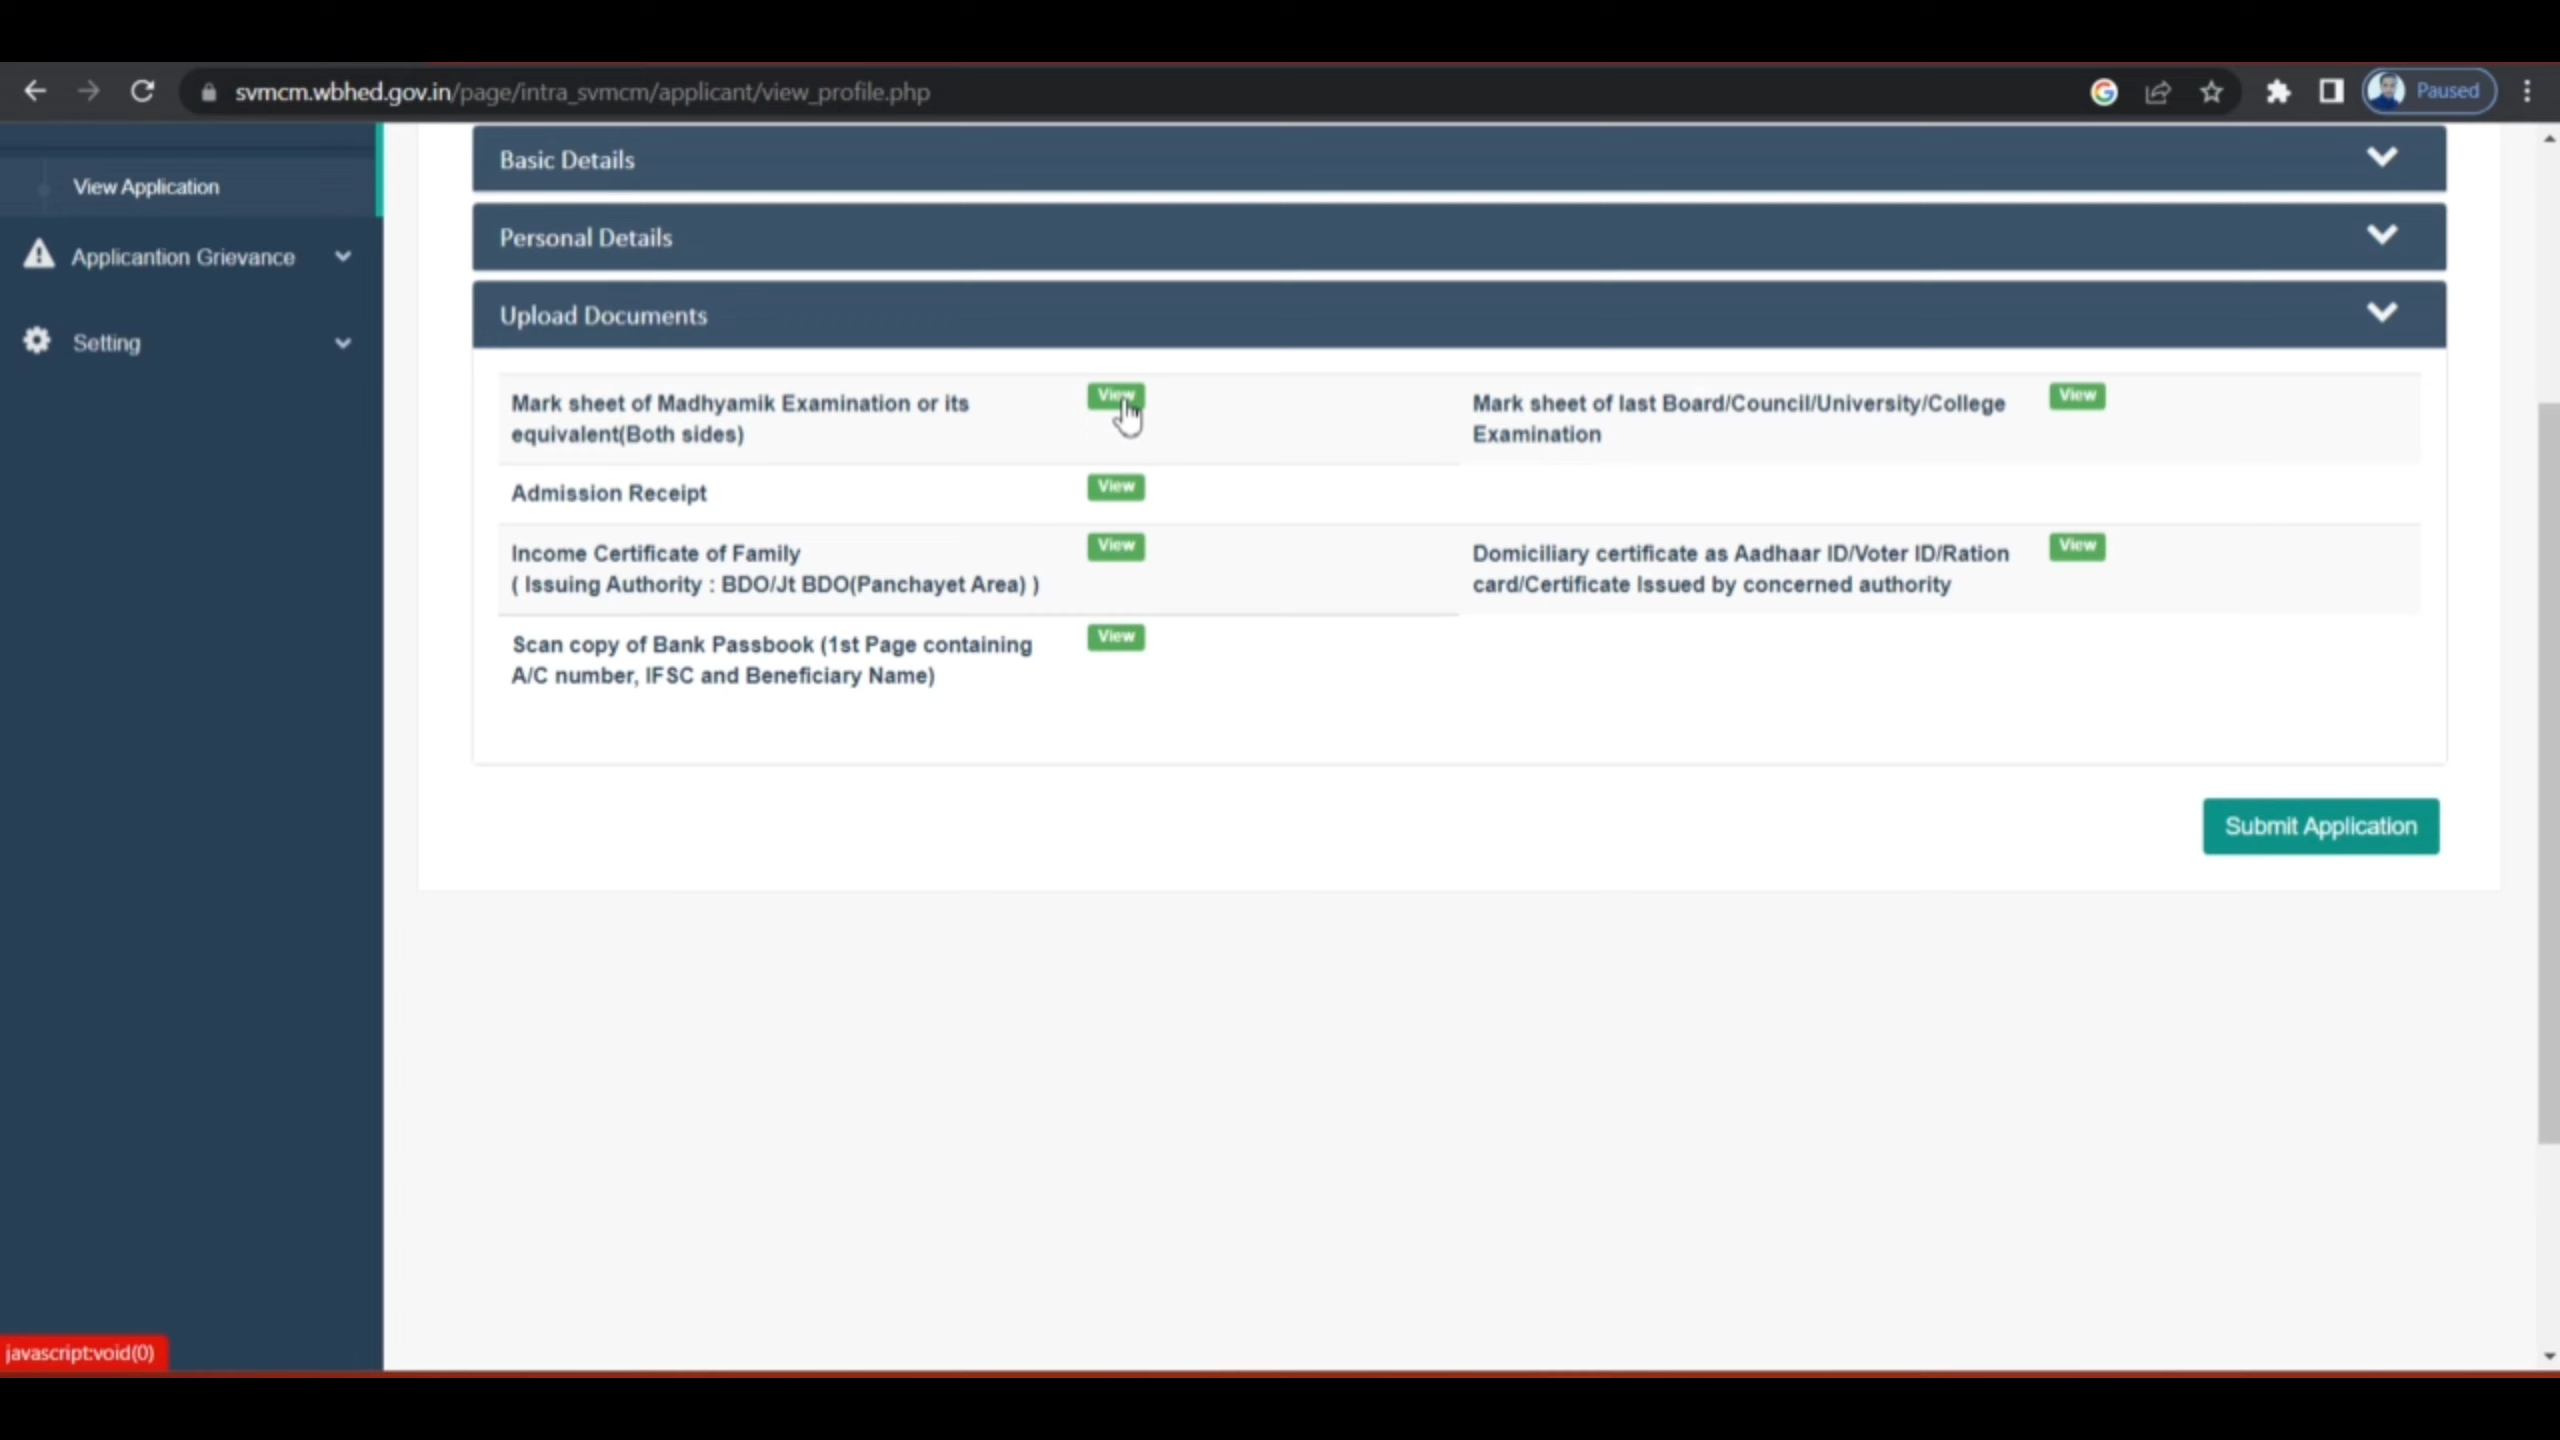 svmcm.wbhed.gov.in/page/intra_svmcm/applicant/view_profile.php
Paused
View Application
Applicantion Grievance
Setting
Basic Details
Personal Details
Upload Documents
Mark sheet of Madhyamik Examination or its
equivalent(Both sides)
View
Mark sheet of last Board/Council/University/College
Examination
View
Admission Receipt
View
Income Certificate of Family
( Issuing Authority : BDO/Jt BDO(Panchayet Area) )
View
Domiciliary certificate as Aadhaar ID/Voter ID/Ration
card/Certificate Issued by concerned authority
View
Scan copy of Bank Passbook (1st Page containing
A/C number, IFSC and Beneficiary Name)
View
Submit Application
javascript:void(0)